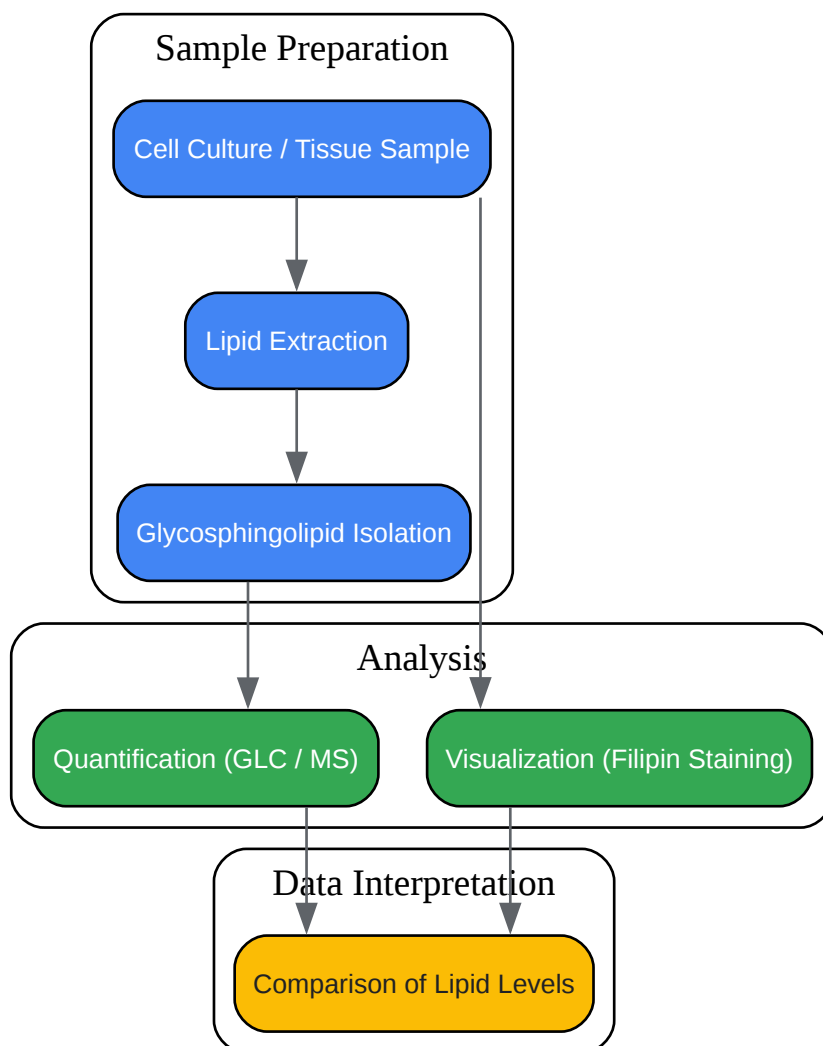 Sample Preparation
Cell Culture / Tissue Sample
Lipid Extraction
Glycosphingolipid Isolation
Analysis
Quantification (GLC / MS)
Visualization (Filipin Staining)
Data Interpretation
Comparison of Lipid Levels